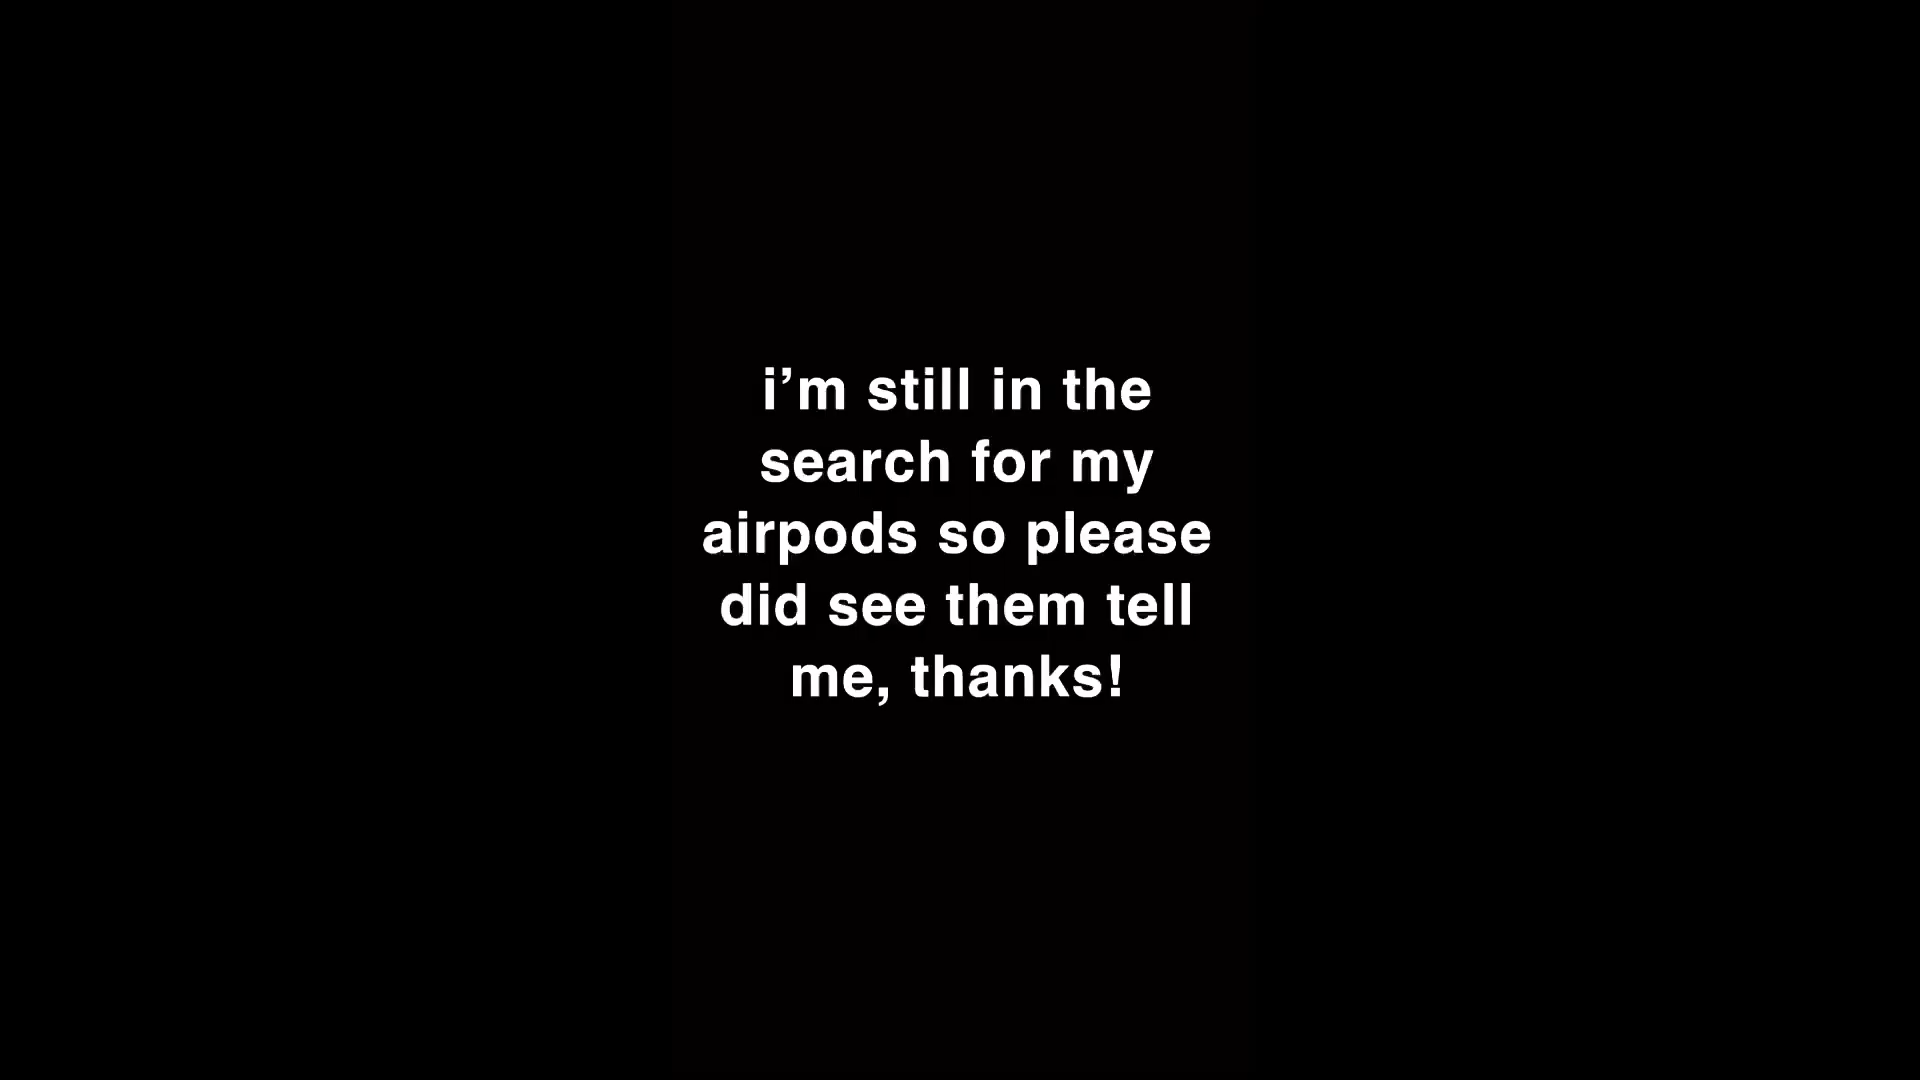 i’m still in the
search for my
airpods so please
did see them tell
me, thanks!